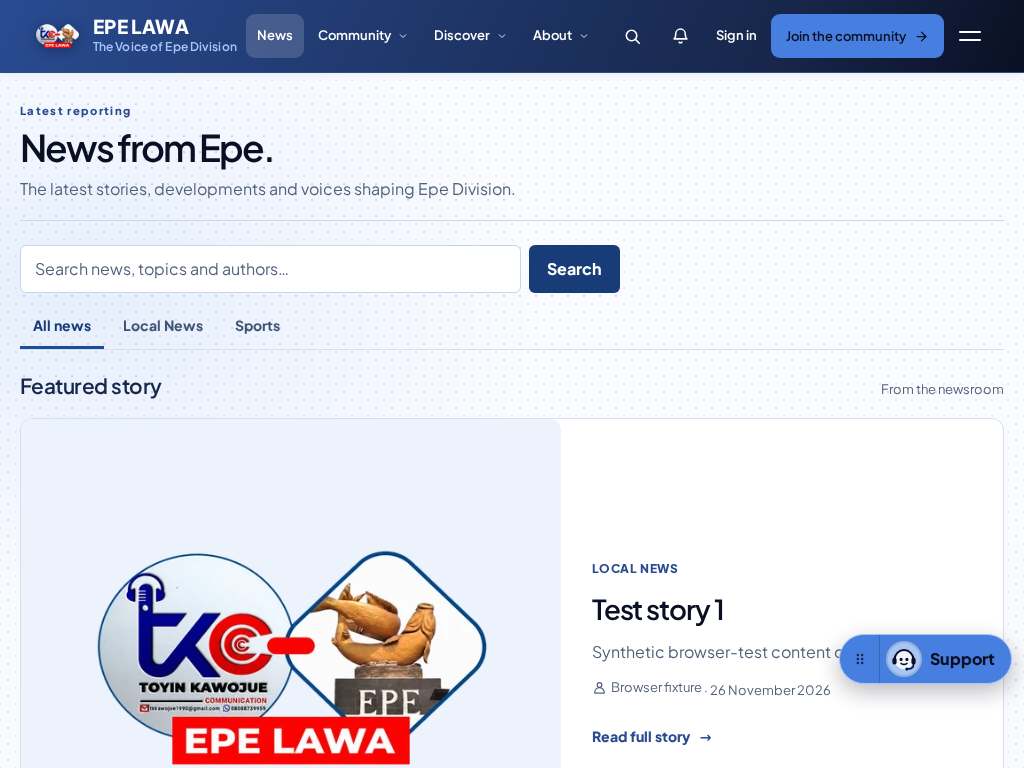 EPE LAWA
The Voice of Epe Division
News
Community
Discover
About
Sign in
Join the community →
Latest reporting
News from Epe.
The latest stories, developments and voices shaping Epe Division.
Search news, topics and authors…
Search
All news
Local News
Sports
Featured story
From the newsroom
tkc
TOYIN KAWOJUE
COMMUNICATION
EPE
EPE LAWA
LOCAL NEWS
Test story 1
Synthetic browser-test content
Browser fixture .
26 November 2026
Read full story →
Support